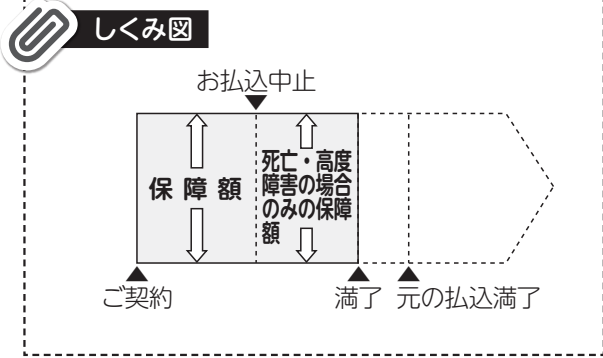 しくみ図
お払込中止
保障額
死亡・高度
障害の場合
のみの保障
額
ご契約
満了
元の払込満了